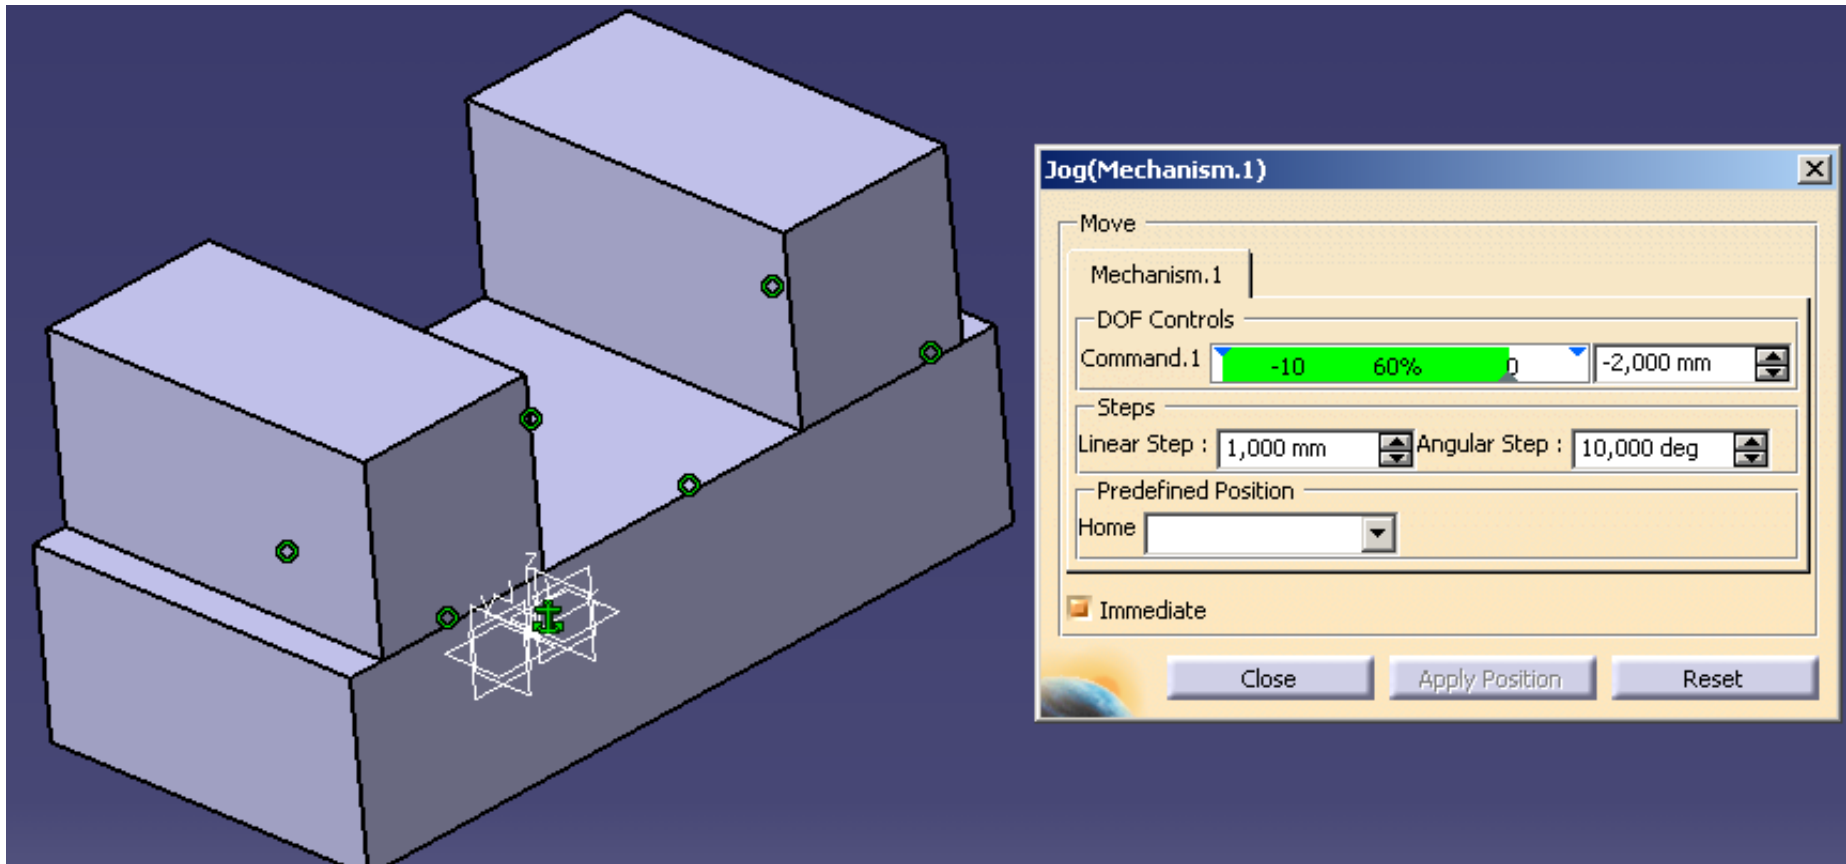 Jog(Mechanism.1)
Move
Mechanism.1
DOF Controls
Command.1 -10 60% 0 -2,000 mm
Steps
Linear Step : 1,000 mm Angular Step : 10,000 deg
Predefined Position
Home
Immediate
Close Apply Position Reset
Z